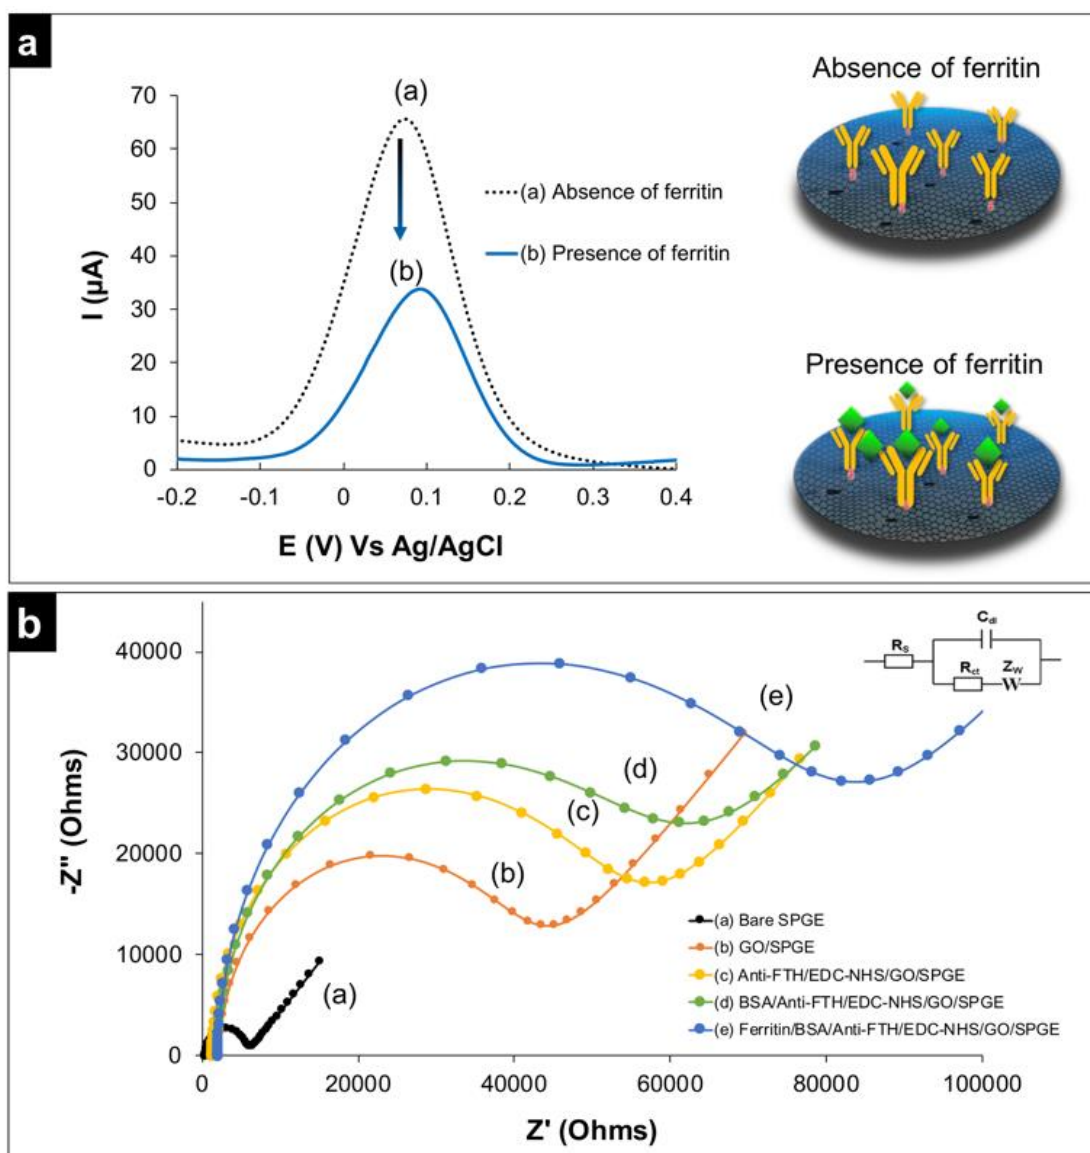 a
Absence of ferritin
70
60
50
40
30
20
10
0
-0.2
-0.1
0
0.1
0.2
0.3
0.4
I (µA)
E (V) Vs Ag/AgCl
(a)
(b)
(a) Absence of ferritin
(b) Presence of ferritin
Presence of ferritin
b
40000
30000
20000
10000
0
0
20000
40000
60000
80000
100000
-Z" (Ohms)
Z' (Ohms)
(e)
(d)
(c)
(b)
(a)
Cdl
Rs
Rct
Zw
W
(a) Bare SPGE
(b) GO/SPGE
(c) Anti-FTH/EDC-NHS/GO/SPGE
(d) BSA/Anti-FTH/EDC-NHS/GO/SPGE
(e) Ferritin/BSA/Anti-FTH/EDC-NHS/GO/SPGE